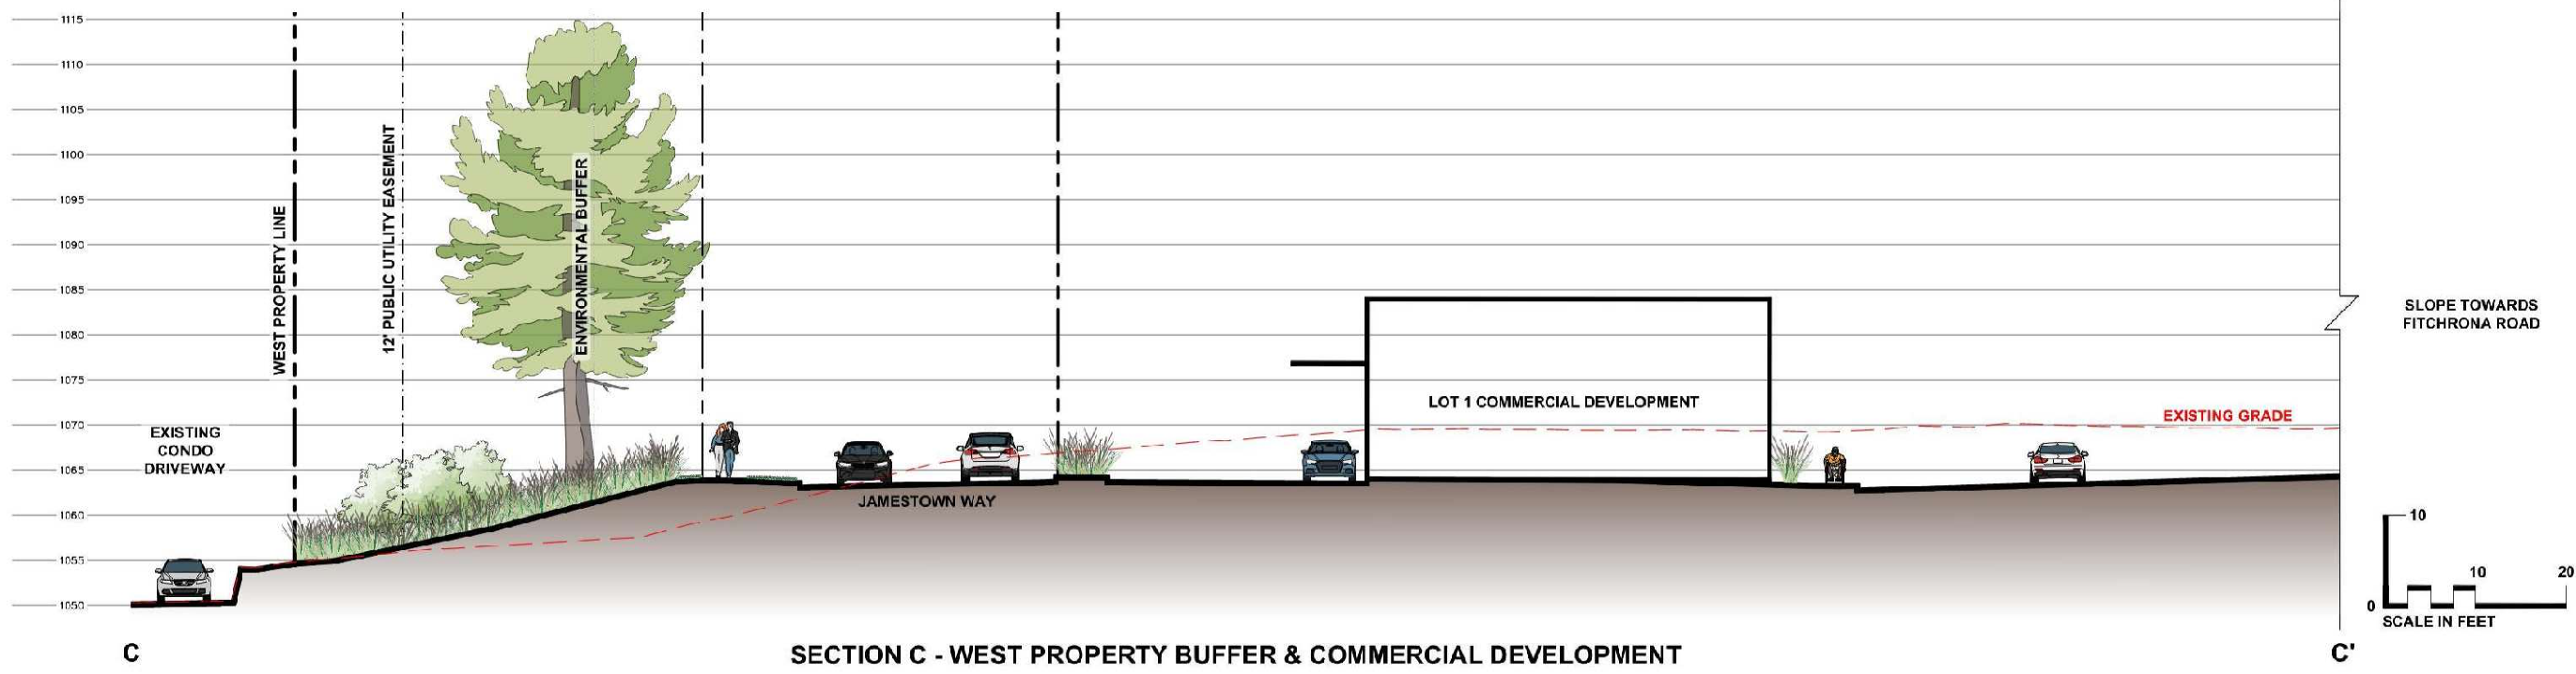 1115
1110
1105
1100
1095
1090
1085
1080
1075
1070
1065
1060
1055
1050
EXISTING
CONDO
DRIVEWAY
WEST PROPERTY LINE
12' PUBLIC UTILITY EASEMENT
ENVIRONMENTAL BUFFER
JAMESTOWN WAY
LOT 1 COMMERCIAL DEVELOPMENT
EXISTING GRADE
SLOPE TOWARDS
FITCHRONA ROAD
10
10
20
0
SCALE IN FEET
C
SECTION C - WEST PROPERTY BUFFER & COMMERCIAL DEVELOPMENT
C'